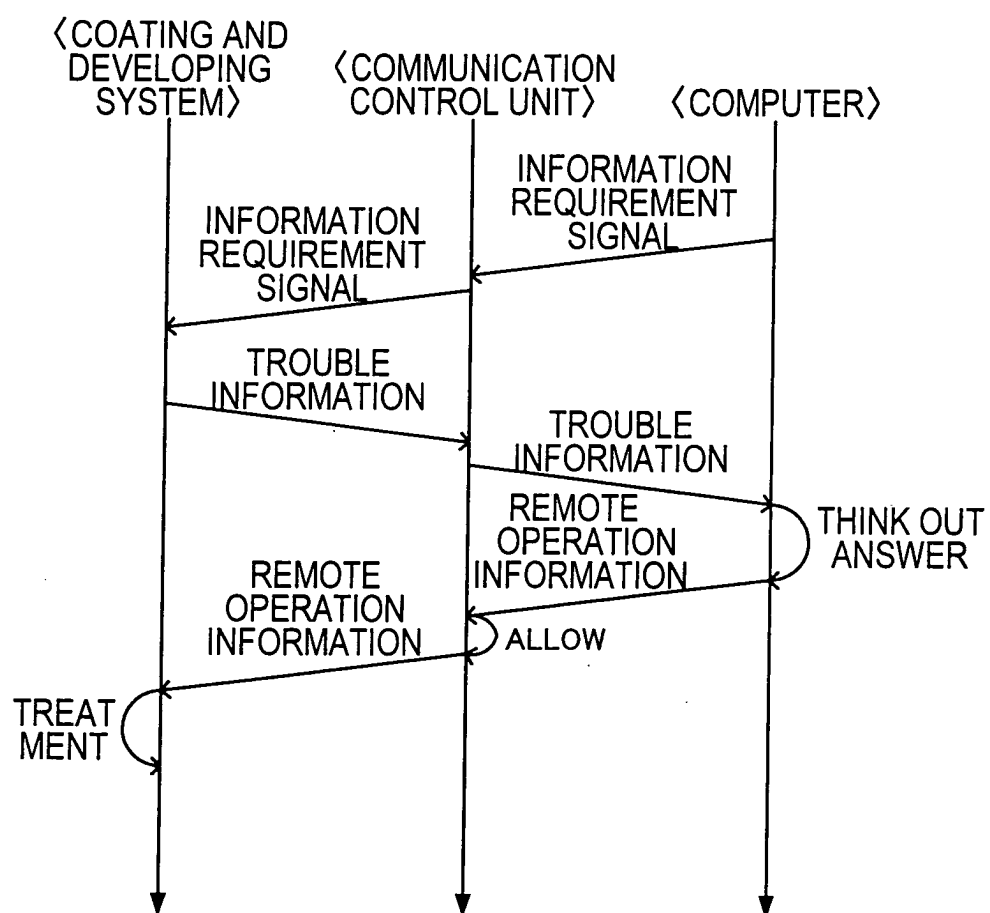 〈COATING AND
DEVELOPING
SYSTEM〉
〈COMMUNICATION
CONTROL UNIT〉
〈COMPUTER〉
INFORMATION
REQUIREMENT
SIGNAL
INFORMATION
REQUIREMENT
SIGNAL
TROUBLE
INFORMATION
TROUBLE
INFORMATION
THINK OUT
ANSWER
REMOTE
OPERATION
INFORMATION
ALLOW
REMOTE
OPERATION
INFORMATION
TREAT
MENT